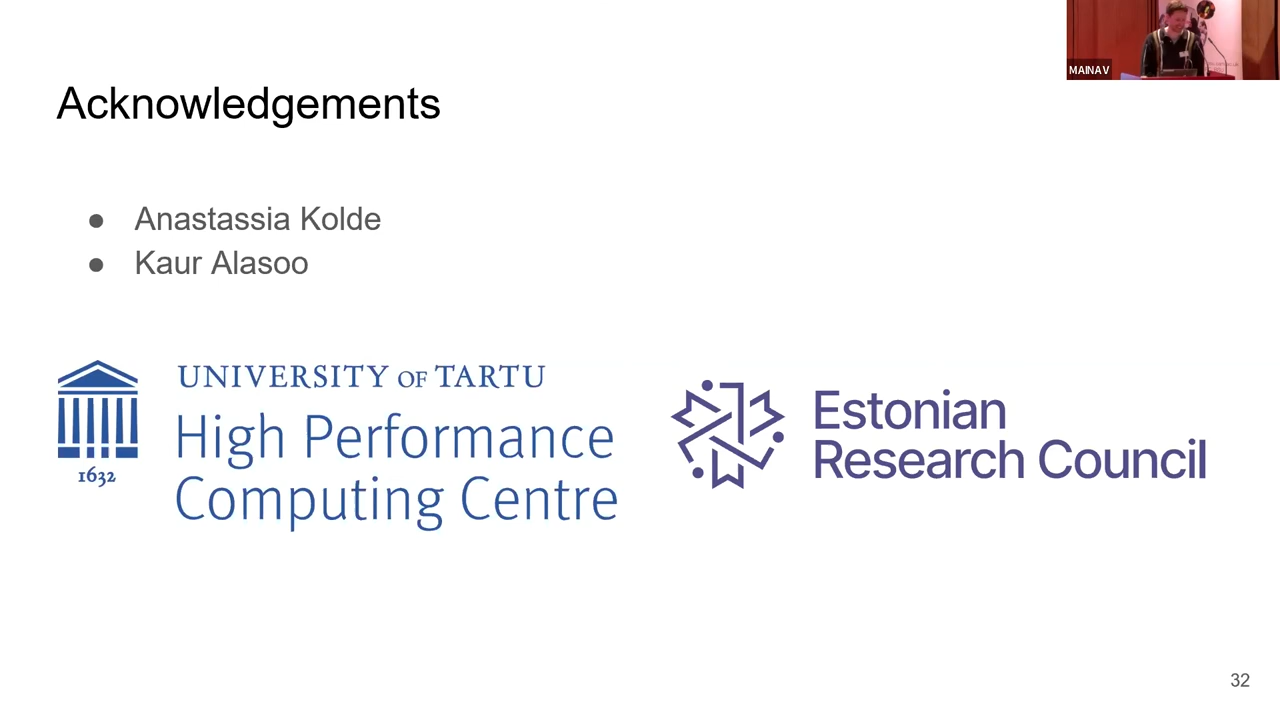 MAINAV
Acknowledgements
● Anastassia Kolde
● Kaur Alasoo
UNIVERSITY OF TARTU
High Performance
Computing Centre
1632
Estonian
Research Council
32